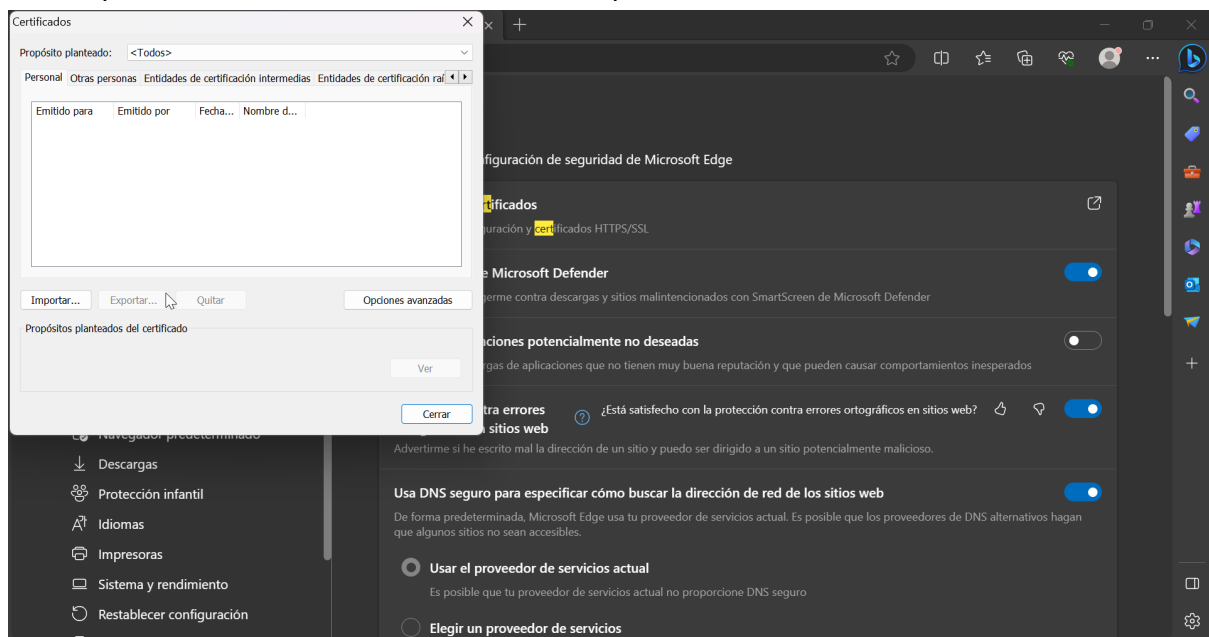 Certificados
Propósito planteado: <Todos>
Personal Otras personas Entidades de certificación intermedias Entidades de certificación raí
Emitido para Emitido por Fecha... Nombre d...
Importar... Exportar... Quitar Opciones avanzadas
Propósitos planteados del certificado
Ver
Cerrar
figuración de seguridad de Microsoft Edge
tificados
guración y certificados HTTPS/SSL
e Microsoft Defender
germe contra descargas y sitios malintencionados con SmartScreen de Microsoft Defender
ciones potencialmente no deseadas
rgas de aplicaciones que no tienen muy buena reputación y que pueden causar comportamientos inesperados
tra errores
sitios web
¿Está satisfecho con la protección contra errores ortográficos en sitios web?
Advertirme si he escrito mal la dirección de un sitio y puedo ser dirigido a un sitio potencialmente malicioso.
Usa DNS seguro para especificar cómo buscar la dirección de red de los sitios web
De forma predeterminada, Microsoft Edge usa tu proveedor de servicios actual. Es posible que los proveedores de DNS alternativos hagan
que algunos sitios no sean accesibles.
Usar el proveedor de servicios actual
Es posible que tu proveedor de servicios actual no proporcione DNS seguro
Elegir un proveedor de servicios
Navegador predeterminado
Descargas
Protección infantil
Idiomas
Impresoras
Sistema y rendimiento
Restablecer configuración